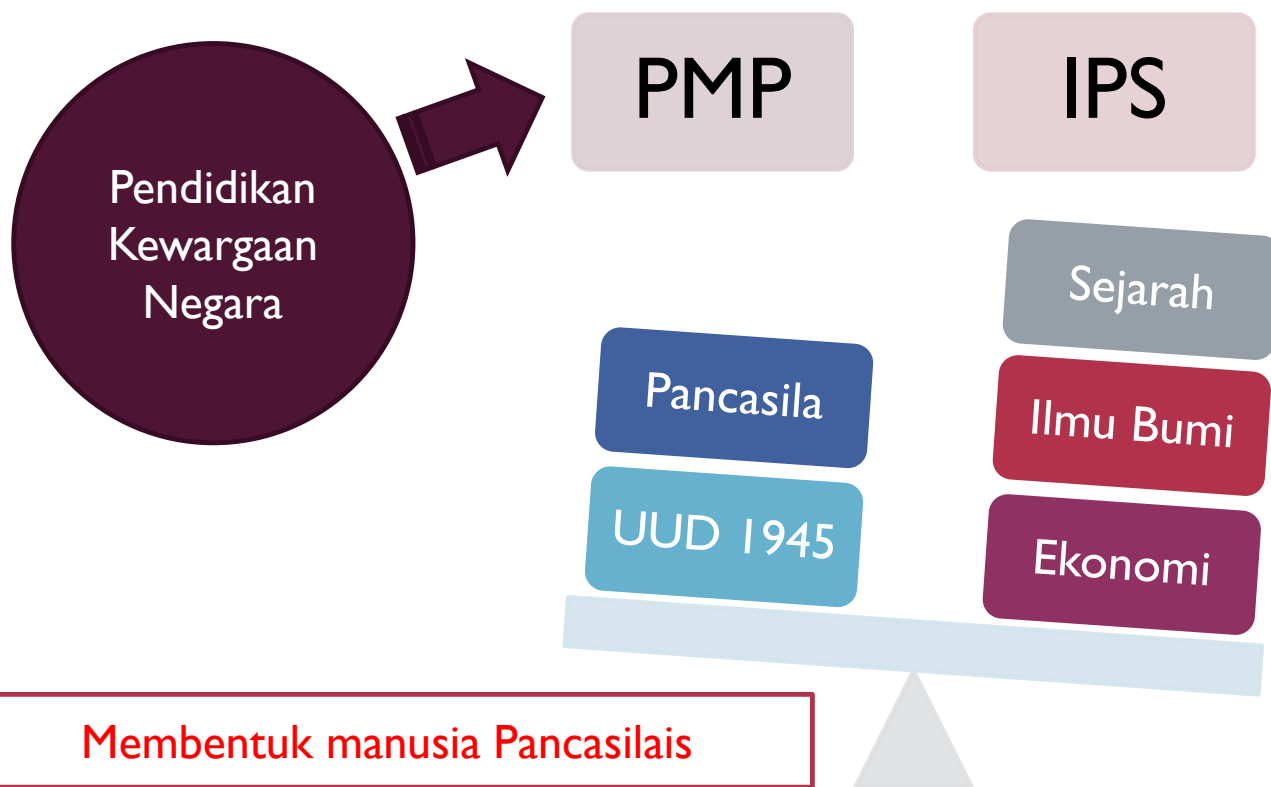 Pendidikan
Kewargaan
Negara
PMP
IPS
Pancasila
UUD 1945
Sejarah
Ilmu Bumi
Ekonomi
Membentuk manusia Pancasilais